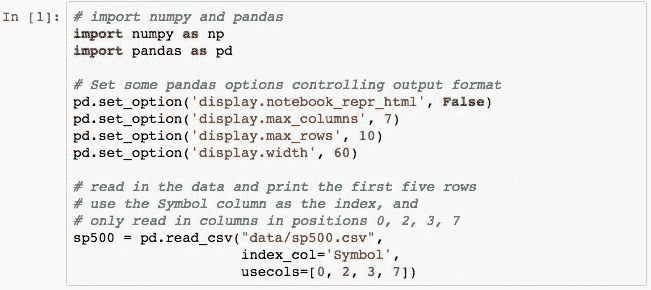 In [1]: # import numpy and pandas
import numpy as np
import pandas as pd
# Set some pandas options controlling output format
pd.set_option('display.notebook_repr_html', False)
pd.set_option('display.max_columns', 7)
pd.set_option('display.max_rows', 10)
pd.set_option('display.width', 60)
# read in the data and print the first five rows
# use the Symbol column as the index, and
# only read in columns in positions 0, 2, 3, 7
sp500 = pd.read_csv("data/sp500.csv",
index_col='Symbol',
usecols=[0, 2, 3, 7])